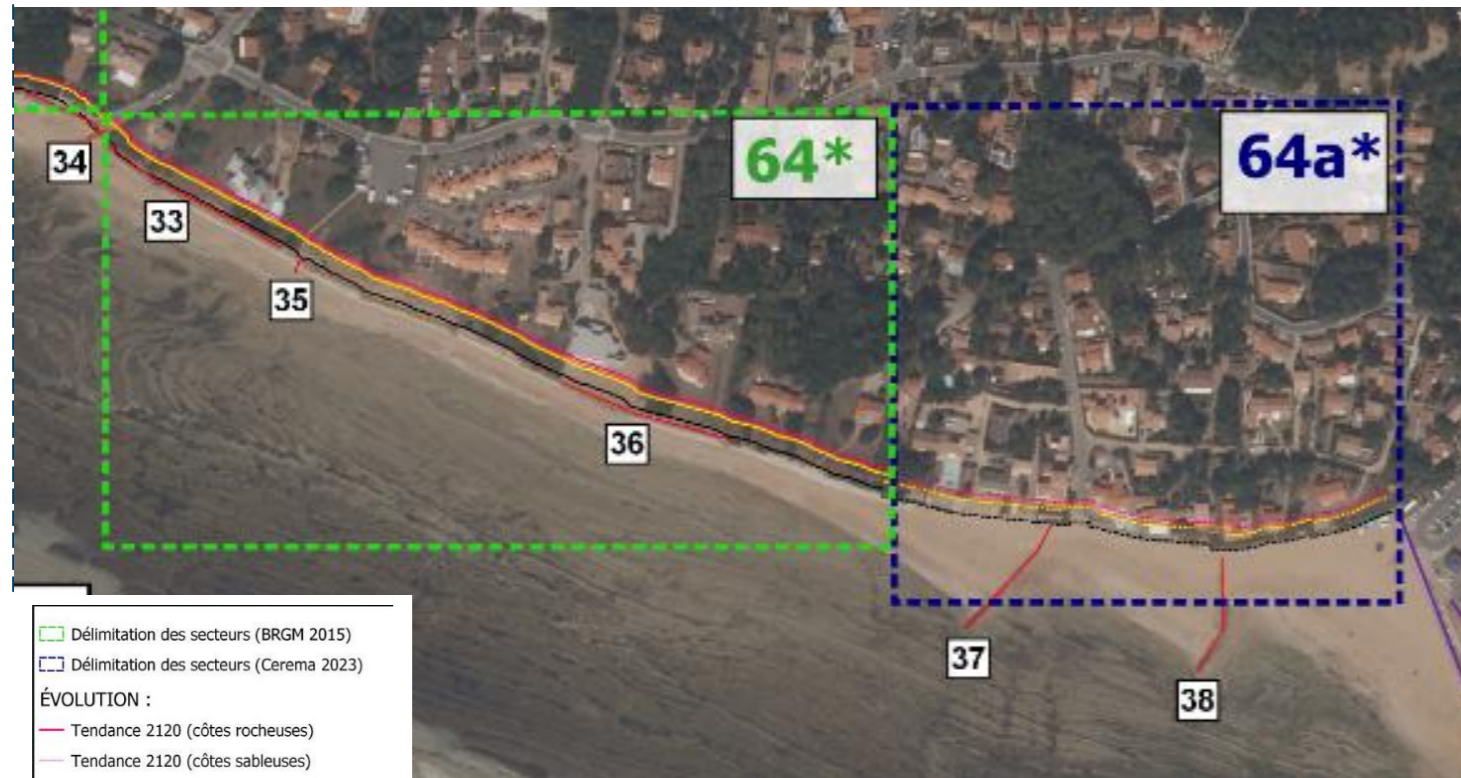 64*
64a*
34
33
35
36
37
38
Délimitation des secteurs (BRGM 2015)
Délimitation des secteurs (Cerema 2023)
ÉVOLUTION :
Tendance 2120 (côtes rocheuses)
Tendance 2120 (côtes sableuses)